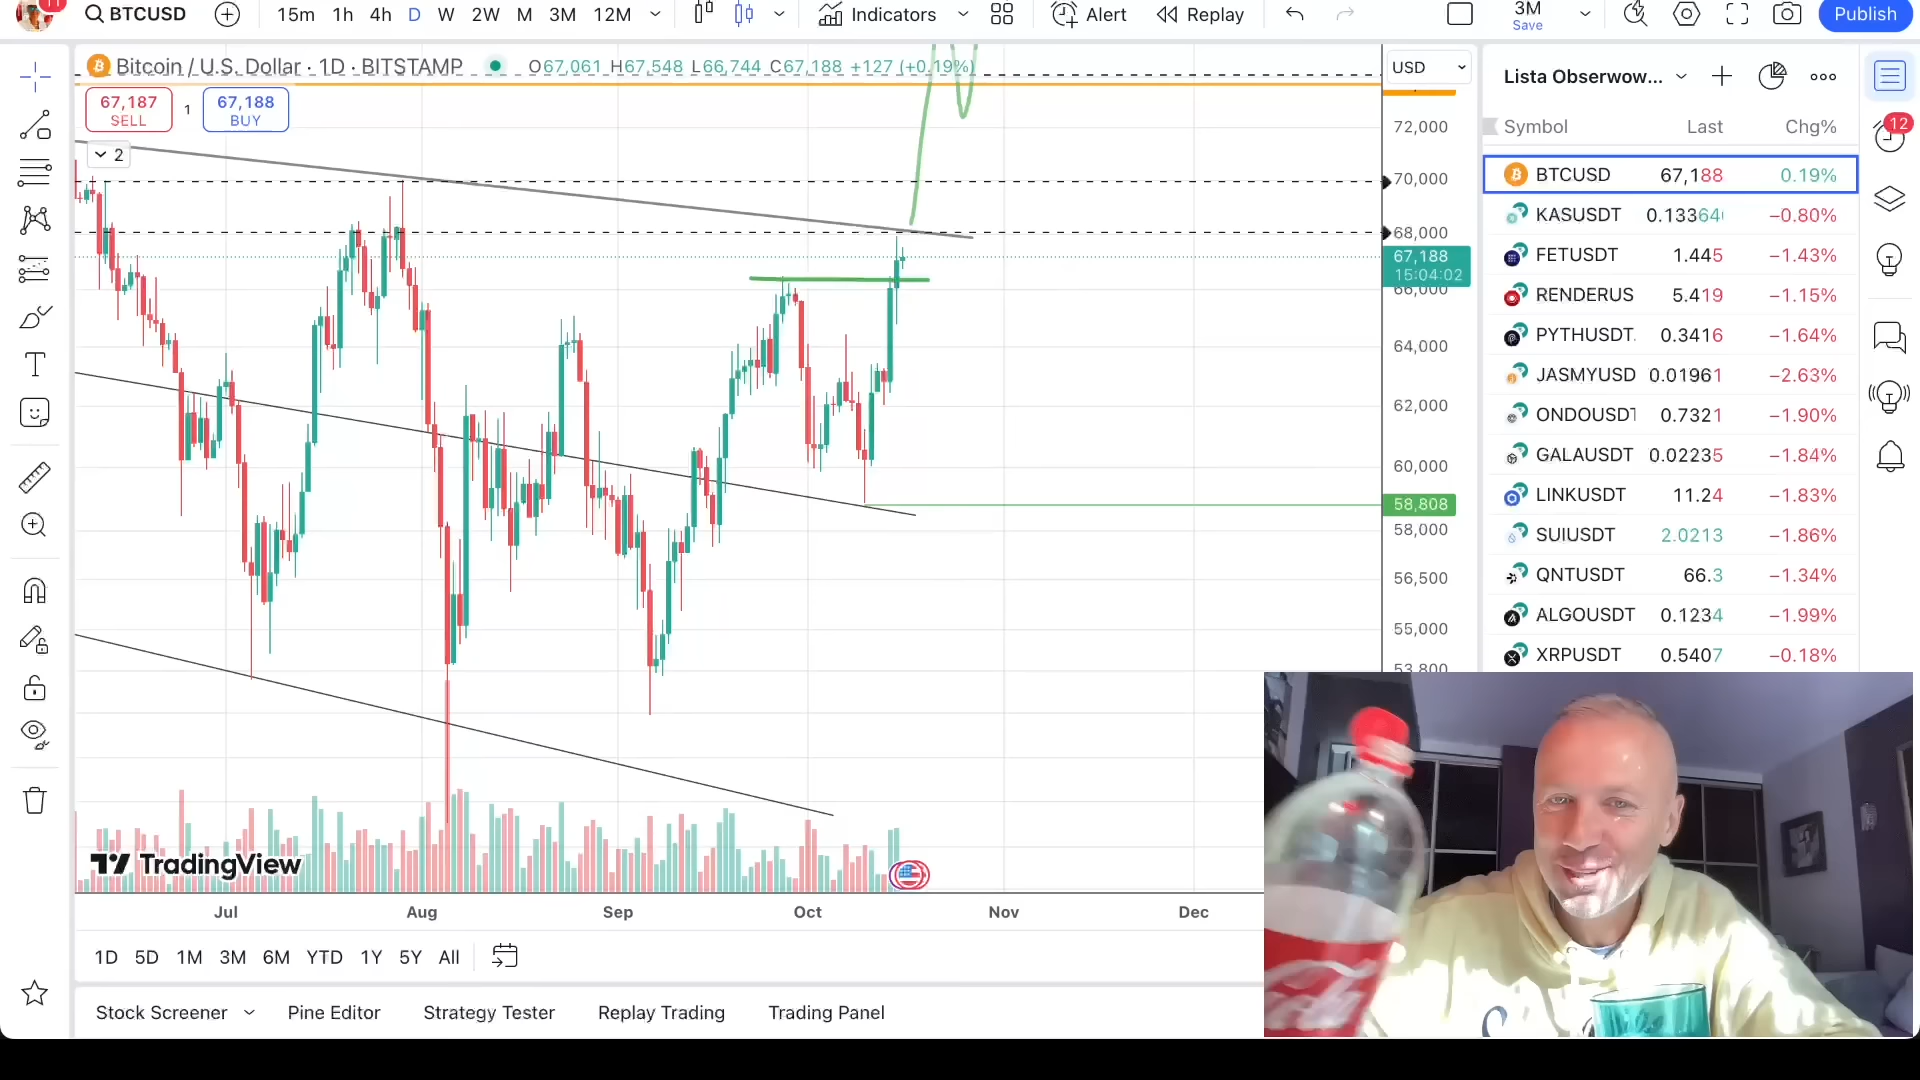 11
BTCUSD
15m 1h 4h D W 2W M 3M 12M
Indicators
Alert
Replay
3M
Save
Publish
Bitcoin / U.S. Dollar · 1D · BITSTAMP
O67,061 H67,548 L66,744 C67,188 +127 (+0.19%)
67,187
SELL
1
67,188
BUY
2
USD
72,000
70,000
68,000
67,188
15:04:02
66,000
64,000
62,000
60,000
58,808
58,000
56,500
55,000
53,800
TradingView
Jul Aug Sep Oct Nov Dec
1D 5D 1M 3M 6M YTD 1Y 5Y All
Stock Screener Pine Editor Strategy Tester Replay Trading Trading Panel
Lista Obserwow...
Symbol Last Chg%
BTCUSD 67,188 0.19%
KASUSDT 0.13364 −0.80%
FETUSDT 1.445 −1.43%
RENDERUS 5.419 −1.15%
PYTHUSDT 0.3416 −1.64%
JASMYUSD 0.01961 −2.63%
ONDOUSDT 0.7321 −1.90%
GALAUSDT 0.02235 −1.84%
LINKUSDT 11.24 −1.83%
SUIUSDT 2.0213 −1.86%
QNTUSDT 66.3 −1.34%
ALGOUSDT 0.1234 −1.99%
XRPUSDT 0.5407 −0.18%
12